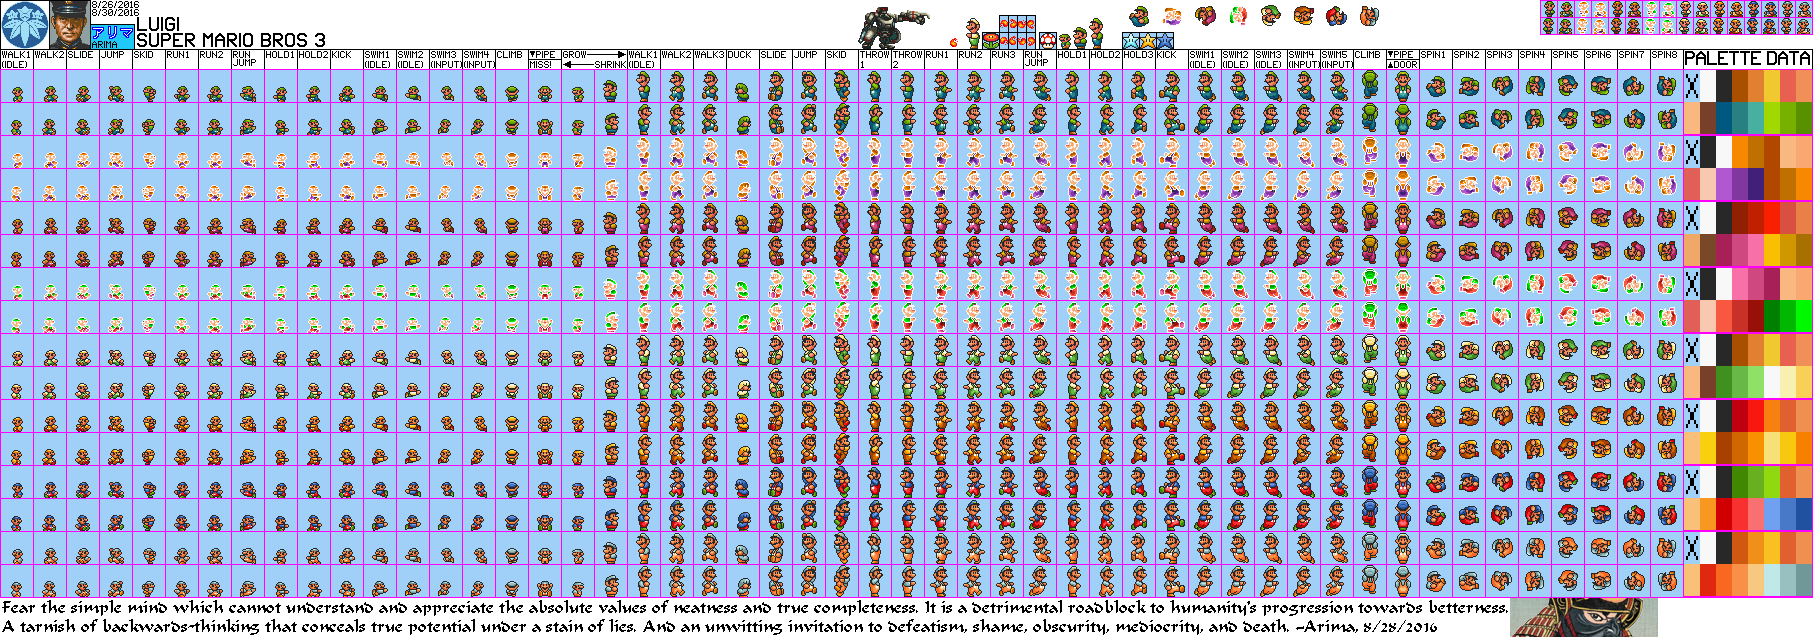 8/26/2016
8/30/2016
アリマ
ARIMA
LUIGI
SUPER MARIO BROS 3
WALK1 (IDLE) WALK2 SLIDE JUMP SKID RUN1 RUN2 RUN JUMP HOLD1 HOLD2 KICK SWIM1 (IDLE) SWIM2 (IDLE) SWIM3 (INPUT) SWIM4 (INPUT) CLIMB ▼PIPE MISS! GROW SHRINK WALK1 (IDLE) WALK2 WALK3 DUCK SLIDE JUMP SKID THROW 1 THROW 2 RUN1 RUN2 RUN3 RUN JUMP HOLD1 HOLD2 HOLD3 KICK SWIM1 (IDLE) SWIM2 (IDLE) SWIM3 (IDLE) SWIM4 (INPUT) SWIM5 (INPUT) CLIMB ▼PIPE ▲DOOR SPIN1 SPIN2 SPIN3 SPIN4 SPIN5 SPIN6 SPIN7 SPIN8 PALETTE DATA
X
X
X
X
X
X
X
X
Fear the simple mind which cannot understand and appreciate the absolute values of neatness and true completeness. It is a detrimental roadblock to humanity's progression towards betterness.
A tarnish of backwards-thinking that conceals true potential under a stain of lies. And an unwitting invitation to defeatism, shame, obscurity, mediocrity, and death. -Arima, 8/28/2016